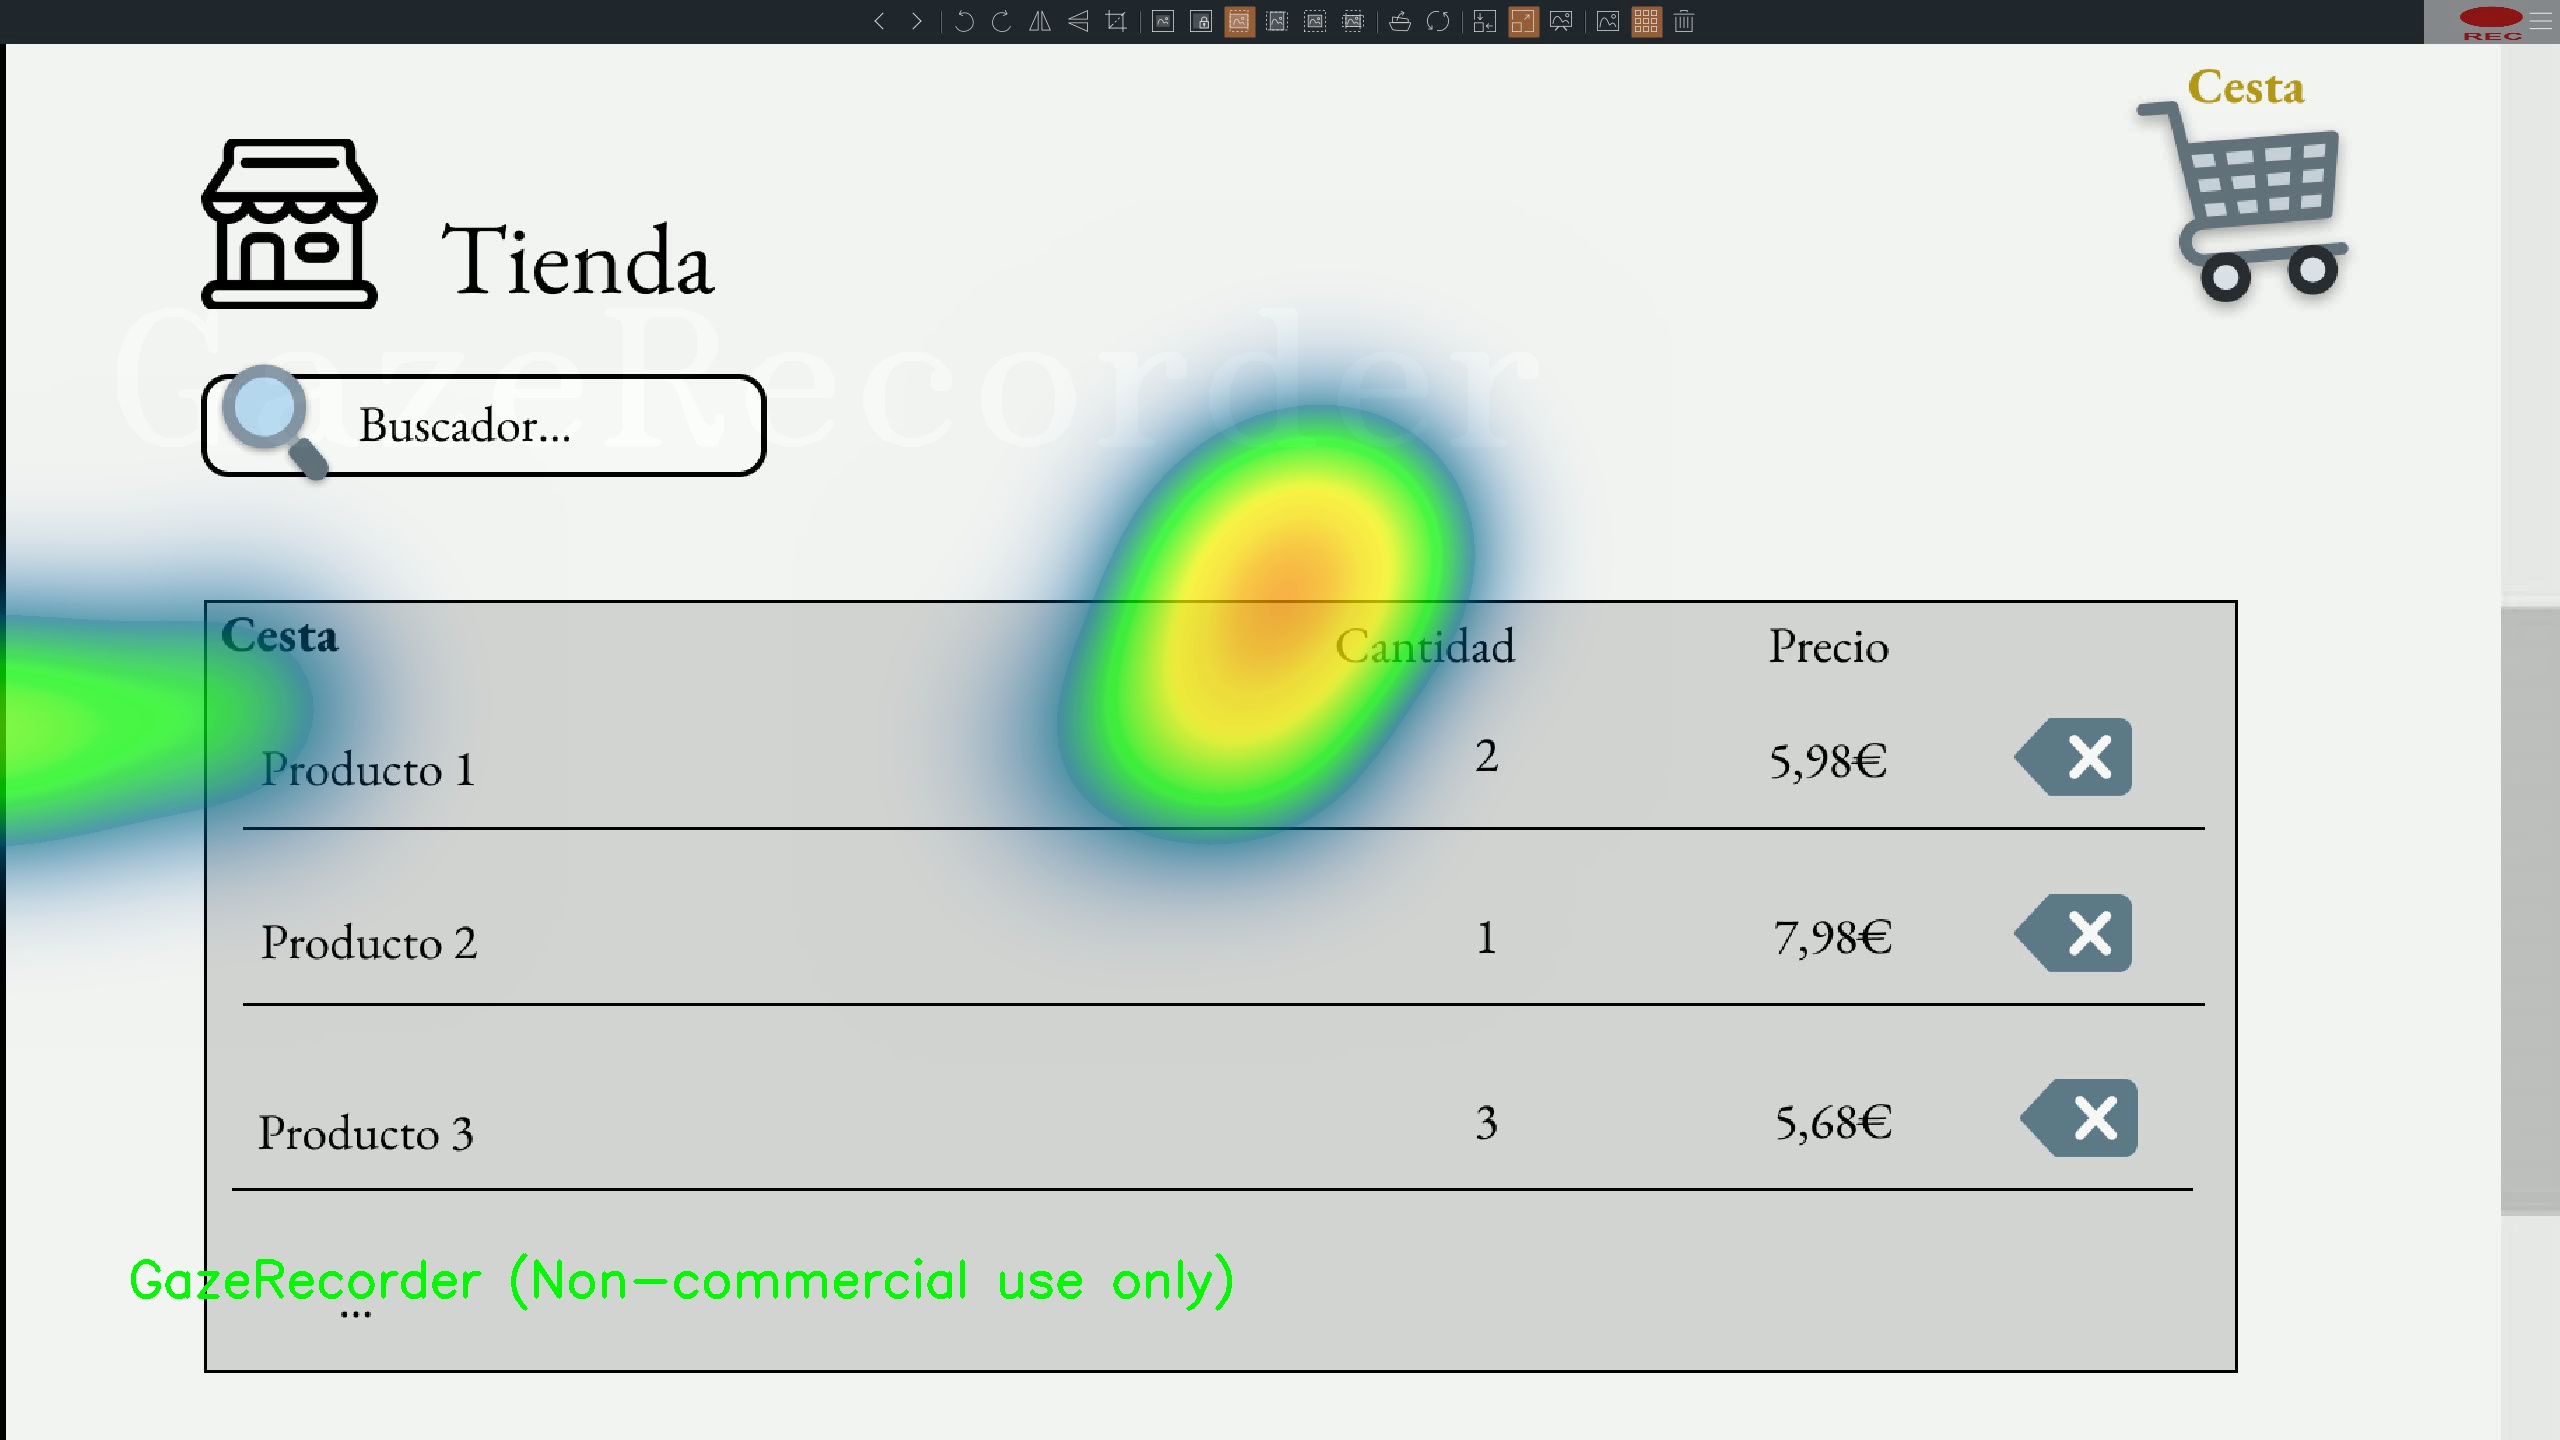 REC
Cesta
Tienda
GazeRecorder
Buscador...
Cesta Cantidad Precio
Producto 1 2 5,98€
Producto 2 1 7,98€
Producto 3 3 5,68€
GazeRecorder (Non-commercial use only)
...